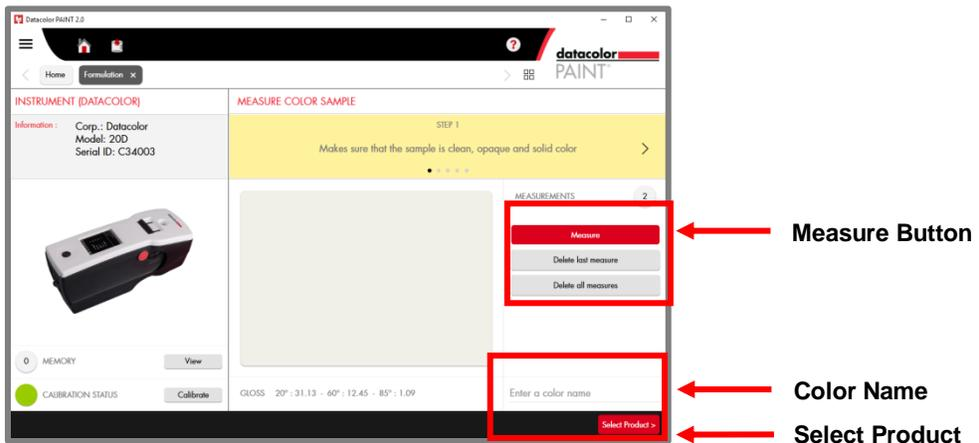 Datacolor PAINT 2.0
datacolor
PAINT
Home
Formulation ×
INSTRUMENT (DATACOLOR)
MEASURE COLOR SAMPLE
Information :
Corp.: Datacolor
Model: 20D
Serial ID: C34003
STEP 1
Makes sure that the sample is clean, opaque and solid color
MEASUREMENTS 2
Measure
Delete last measure
Delete all measures
Measure Button
0 MEMORY View
CALIBRATION STATUS Calibrate
GLOSS 20° : 31.13 - 60° : 12.45 - 85° : 1.09
Enter a color name
Color Name
Select Product >
Select Product